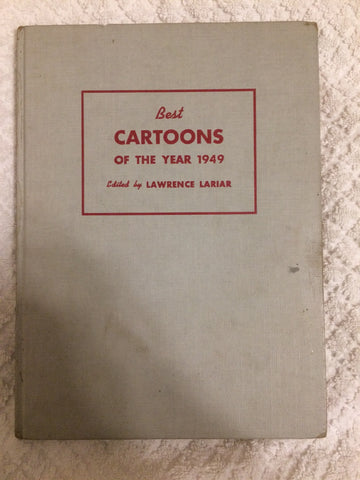 Best
CARTOONS
OF THE YEAR 1949
Edited by LAWRENCE LARIAR